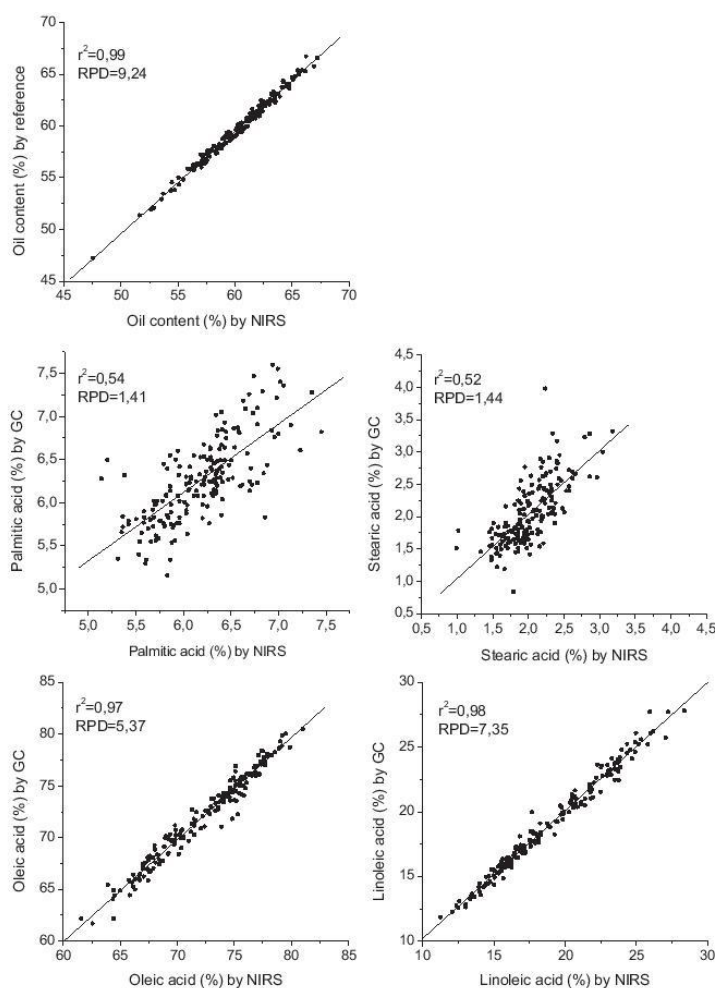 70
65
60
55
50
45
Oil content (%) by reference
r²=0,99
RPD=9,24
45 50 55 60 65 70
Oil content (%) by NIRS
7,5
7,0
6,5
6,0
5,5
5,0
Palmitic acid (%) by GC
r²=0,54
RPD=1,41
5,0 5,5 6,0 6,5 7,0 7,5
Palmitic acid (%) by NIRS
4,5
4,0
3,5
3,0
2,5
2,0
1,5
1,0
0,5
Stearic acid (%) by GC
r²=0,52
RPD=1,44
0,5 1,0 1,5 2,0 2,5 3,0 3,5 4,0 4,5
Stearic acid (%) by NIRS
85
80
75
70
65
60
Oleic acid (%) by GC
r²=0,97
RPD=5,37
60 65 70 75 80 85
Oleic acid (%) by NIRS
30
25
20
15
10
Linoleic acid (%) by GC
r²=0,98
RPD=7,35
10 15 20 25 30
Linoleic acid (%) by NIRS